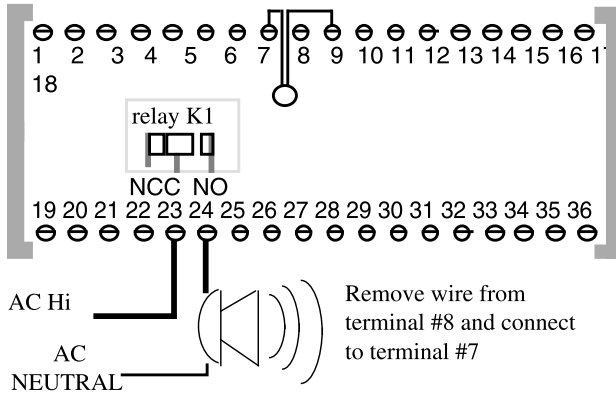 1 2 3 4 5 6 7 8 9 10 11 12 13 14 15 16 17
18
relay K1
NCC NO
19 20 21 22 23 24 25 26 27 28 29 30 31 32 33 34 35 36
AC Hi
AC
NEUTRAL
Remove wire from
terminal #8 and connect
to terminal #7